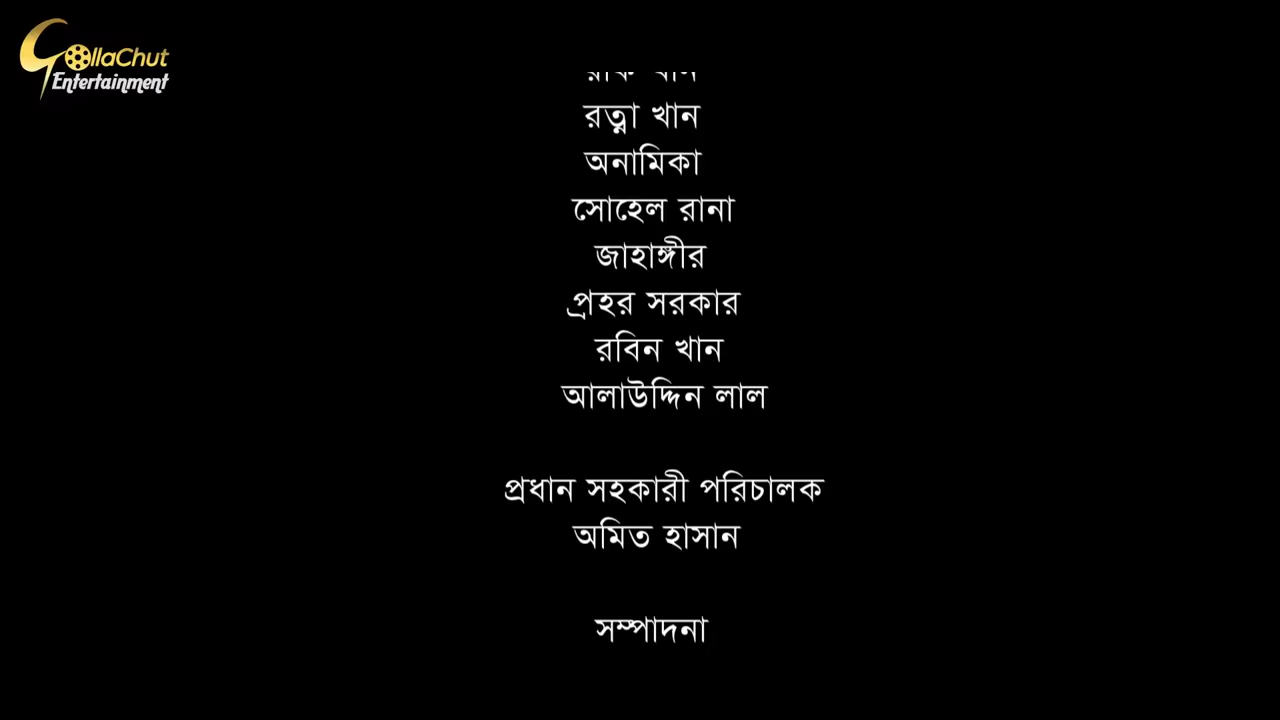 GollaChut
Entertainment
রত্না খান
অনামিকা
সোহেল রানা
জাহাঙ্গীর
প্রহর সরকার
রবিন খান
আলাউদ্দিন লাল
প্রধান সহকারী পরিচালক
অমিত হাসান
সম্পাদনা